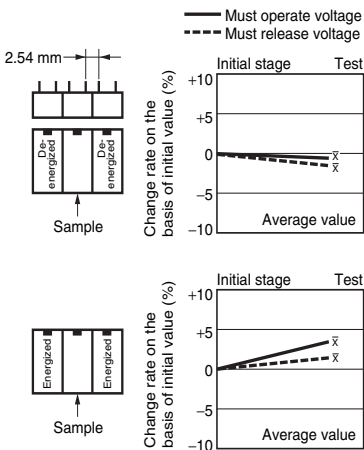 Must operate voltage
Must release voltage
2.54 mm
De-energized
De-energized
Sample
Initial stage Test
Change rate on the
basis of initial value (%)
+10
+5
0
−5
−10
x̄
x̄
Average value
Energized
Energized
Sample
Initial stage Test
Change rate on the
basis of initial value (%)
+10
+5
0
−5
−10
x̄
x̄
Average value